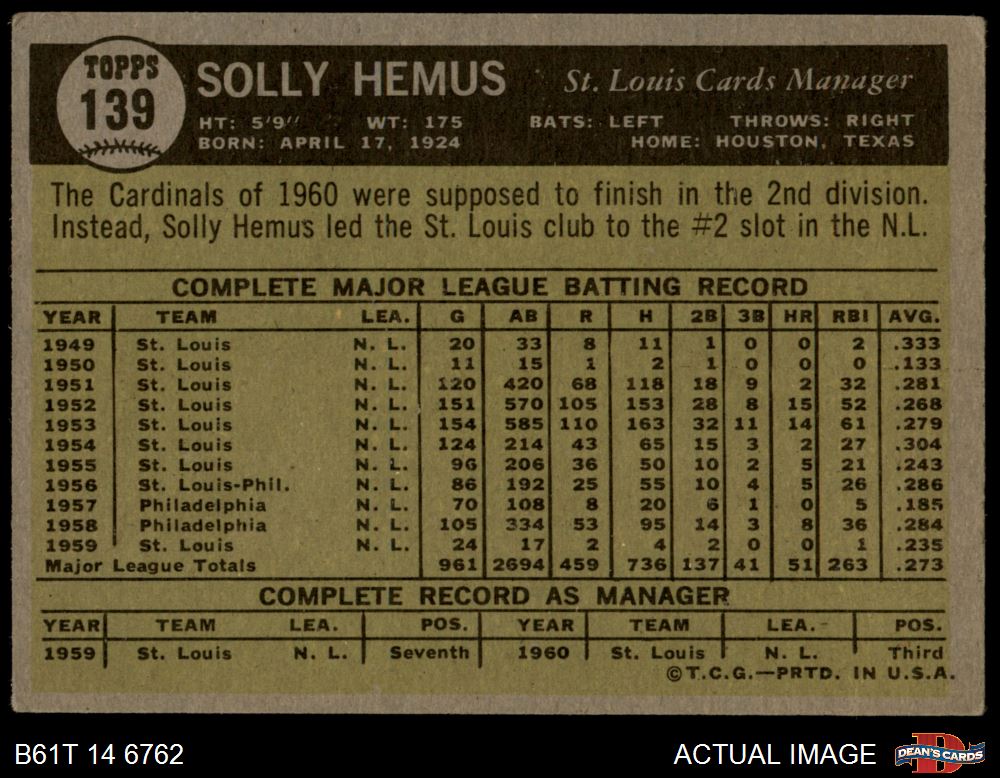 TOPPS
139
SOLLY HEMUS St. Louis Cards Manager
HT: 5'9" WT: 175 BATS: LEFT THROWS: RIGHT
BORN: APRIL 17, 1924 HOME: HOUSTON, TEXAS
The Cardinals of 1960 were supposed to finish in the 2nd division.
Instead, Solly Hemus led the St. Louis club to the #2 slot in the N.L.
COMPLETE MAJOR LEAGUE BATTING RECORD
YEAR TEAM LEA. G AB R H 2B 3B HR RBI AVG.
1949 St. Louis N. L. 20 33 8 11 1 0 0 2 .333
1950 St. Louis N. L. 11 15 1 2 1 0 0 0 .133
1951 St. Louis N. L. 120 420 68 118 18 9 2 32 .281
1952 St. Louis N. L. 151 570 105 153 28 8 15 52 .268
1953 St. Louis N. L. 154 585 110 163 32 11 14 61 .279
1954 St. Louis N. L. 124 214 43 65 15 3 2 27 .304
1955 St. Louis N. L. 96 206 36 50 10 2 5 21 .243
1956 St. Louis-Phil. N. L. 86 192 25 55 10 4 5 26 .286
1957 Philadelphia N. L. 70 108 8 20 6 1 0 5 .185
1958 Philadelphia N. L. 105 334 53 95 14 3 8 36 .284
1959 St. Louis N. L. 24 17 2 4 2 0 0 1 .235
Major League Totals 961 2694 459 736 137 41 51 263 .273
COMPLETE RECORD AS MANAGER
YEAR TEAM LEA. POS. YEAR TEAM LEA. POS.
1959 St. Louis N. L. Seventh 1960 St. Louis N. L. Third
©T.C.G.—PRTD. IN U.S.A.
B61T 14 6762 ACTUAL IMAGE DEAN'S CARDS